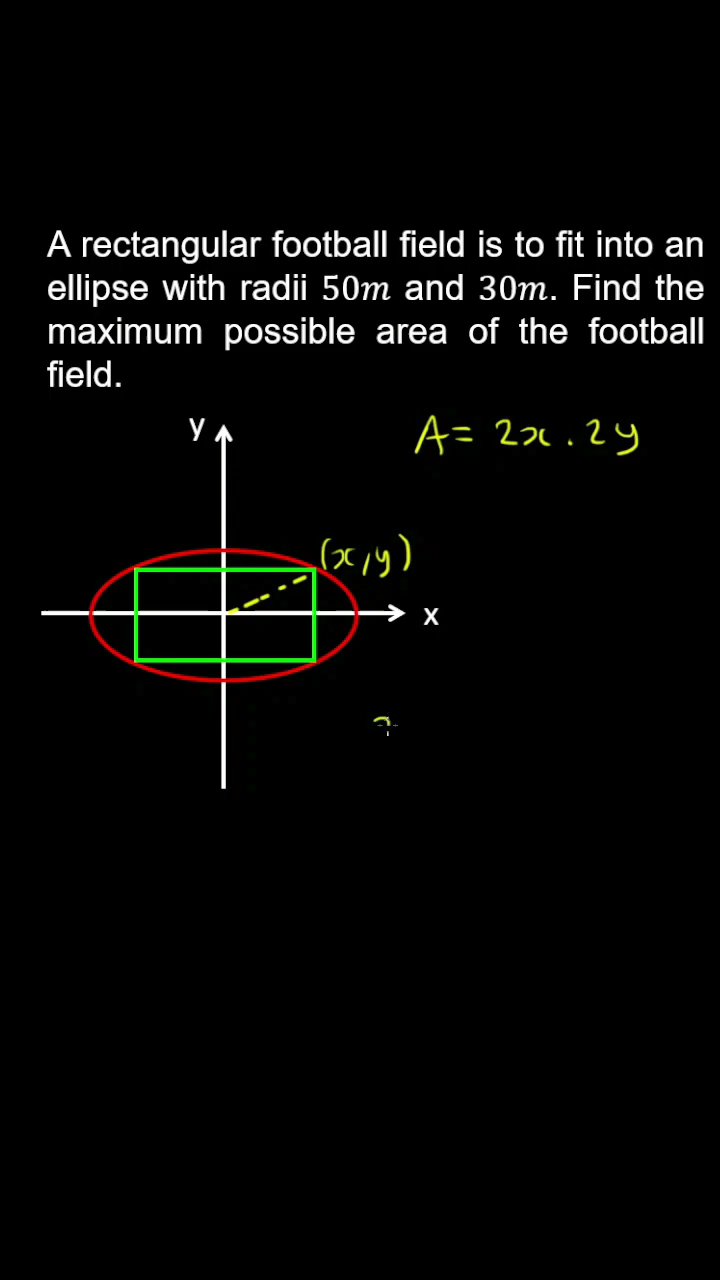 A rectangular football field is to fit into an
ellipse with radii 50m and 30m. Find the
maximum possible area of the football
field.
y
A = 2x . 2y
(x,y)
x